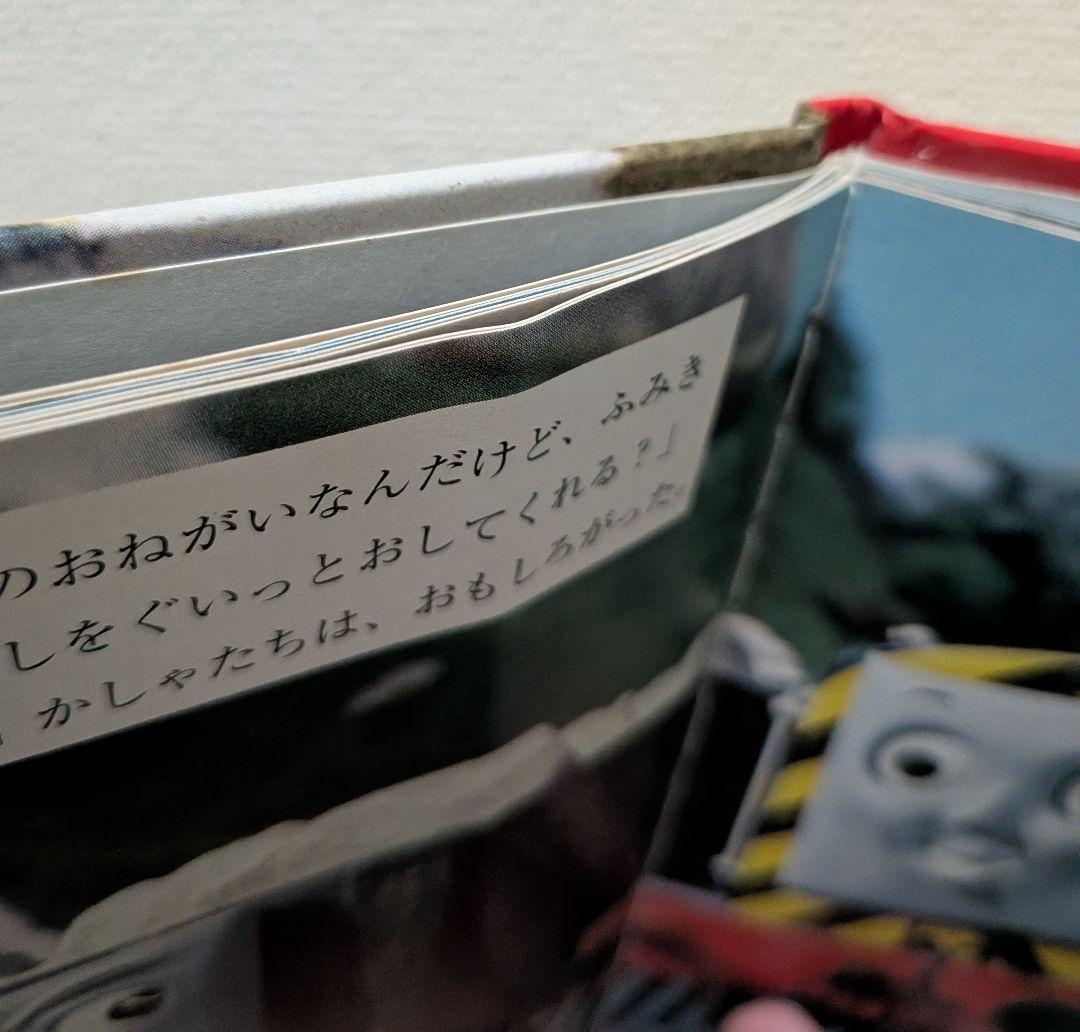 のおねがいなんだけど、ふみき
しをぐいっとおしてくれる？」
かしゃたちは、おもしろがった。